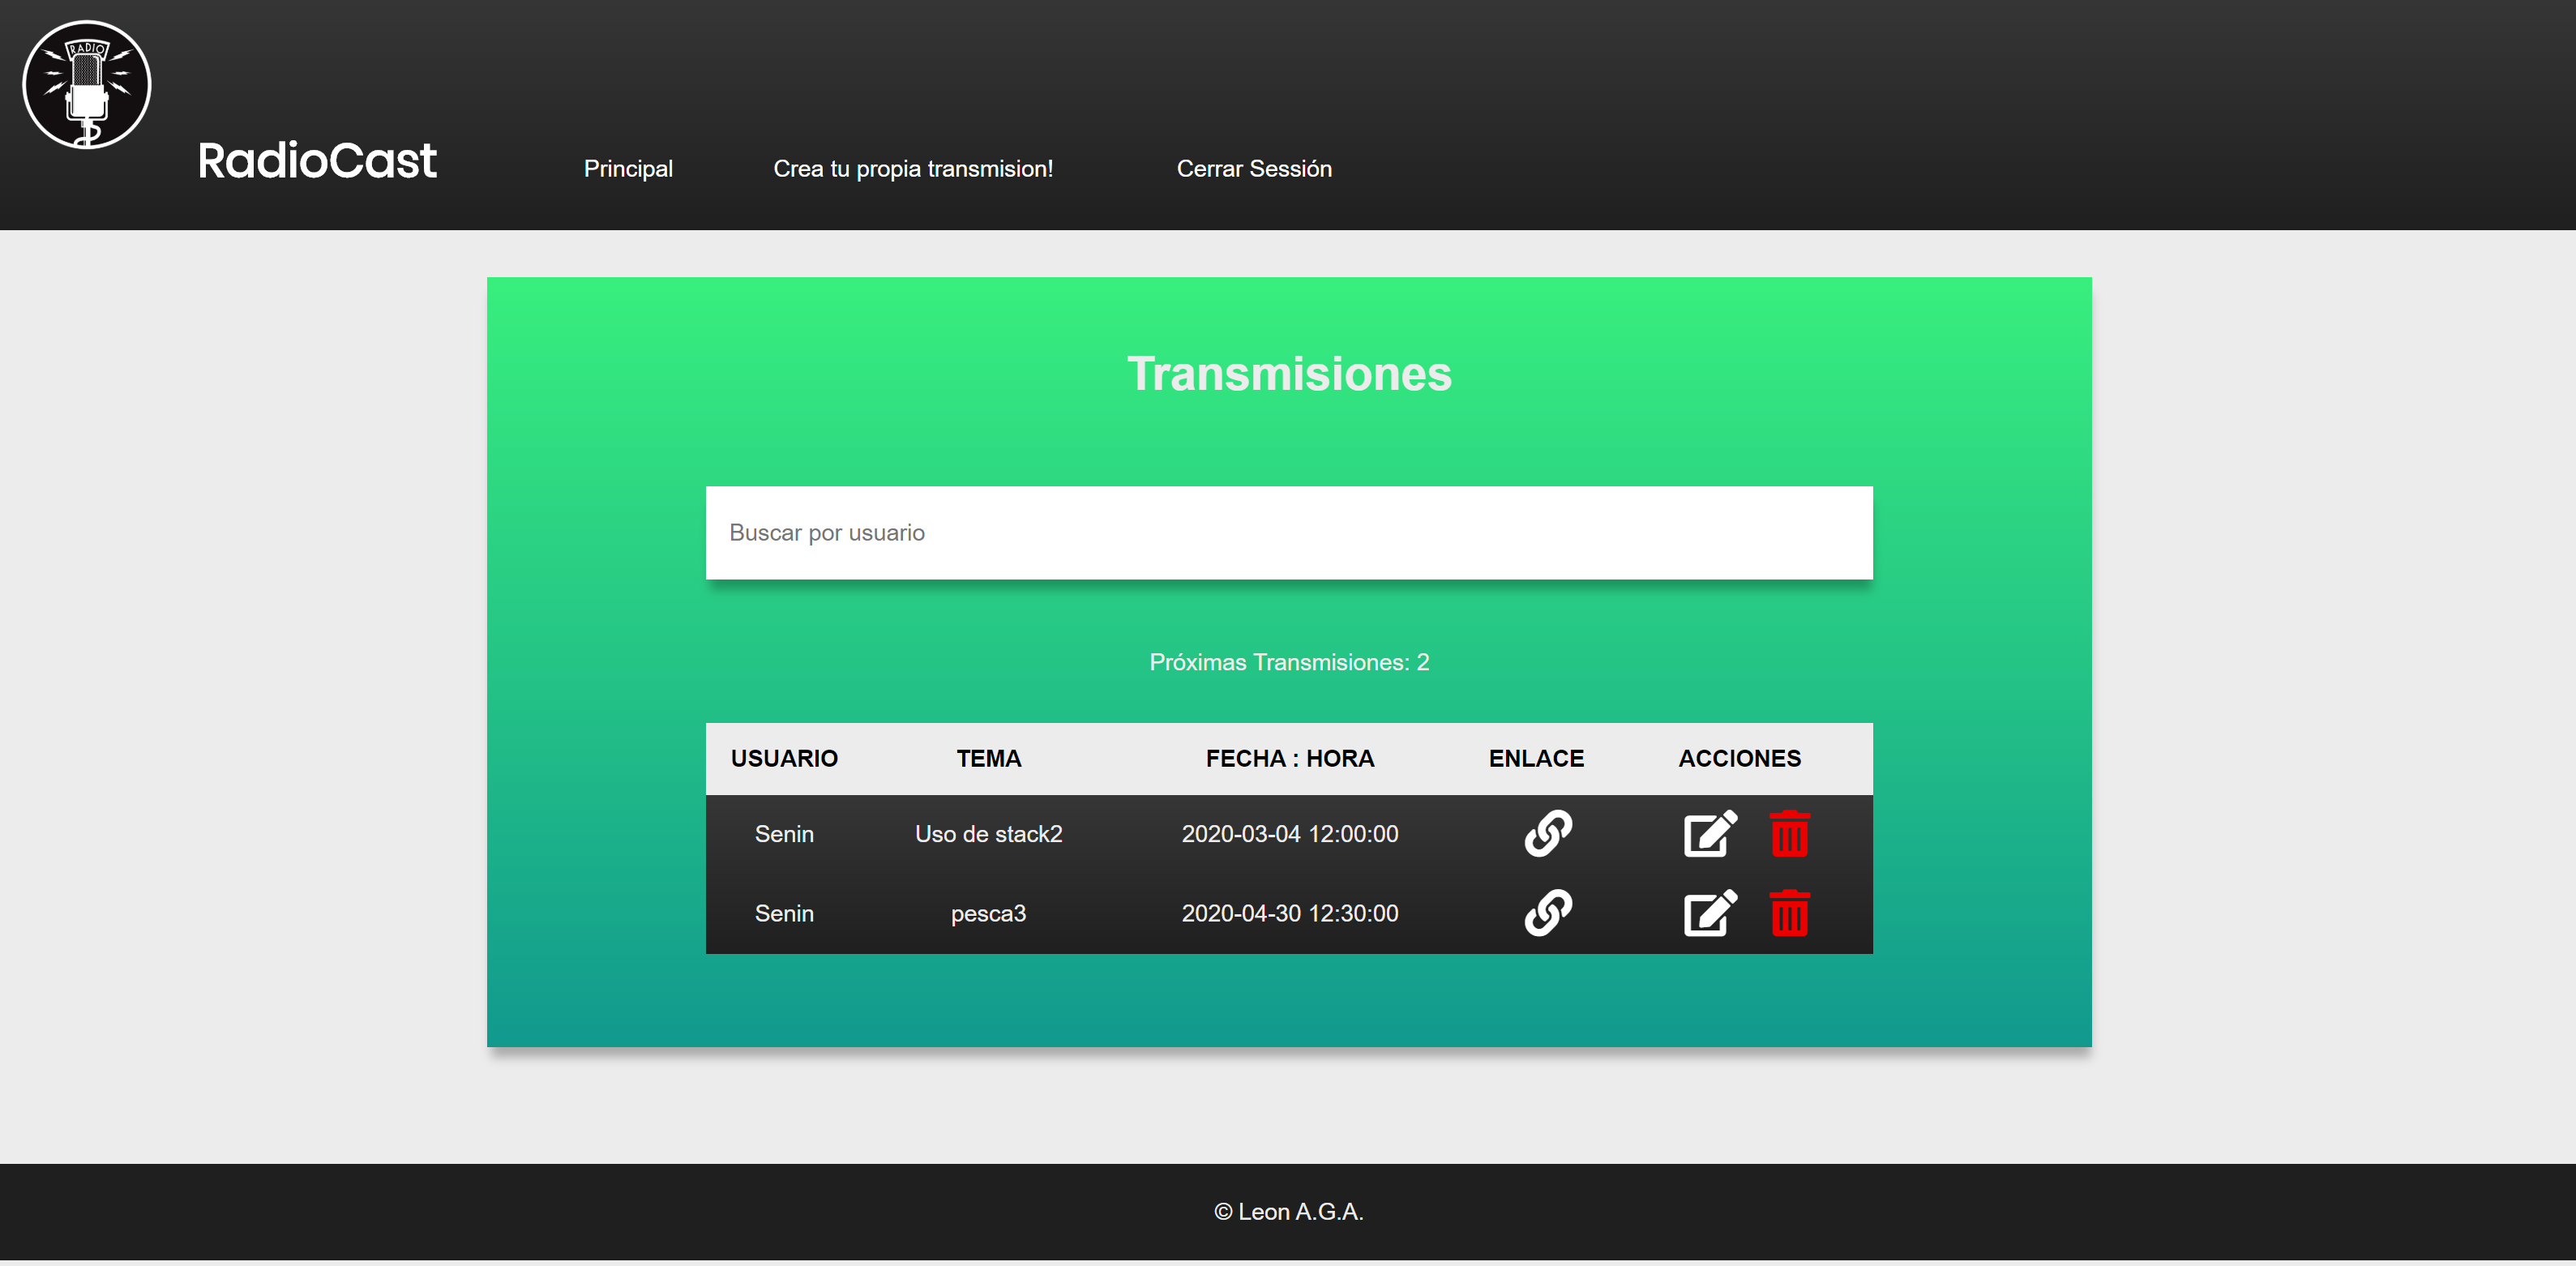 RADIO
RadioCast
Principal
Crea tu propia transmision!
Cerrar Sessión
Transmisiones
Buscar por usuario
Próximas Transmisiones: 2
USUARIO TEMA FECHA : HORA ENLACE ACCIONES
Senin Uso de stack2 2020-03-04 12:00:00
Senin pesca3 2020-04-30 12:30:00
© Leon A.G.A.